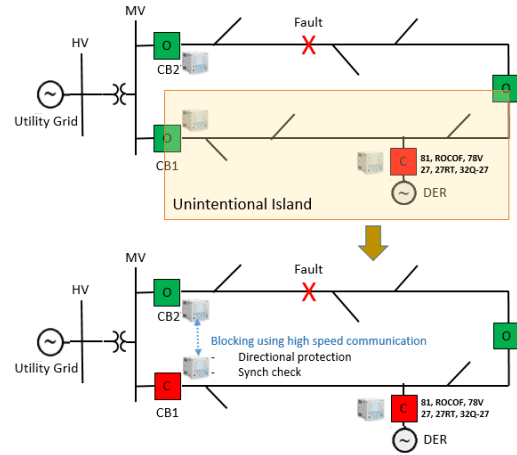 MV
HV
O
Fault
CB2
O
Utility Grid
O
CB1
C
81, ROCOF, 78V
27, 27RT, 32Q-27
DER
Unintentional Island
MV
Fault
HV
O
CB2
Blocking using high speed communication
O
- Directional protection
- Synch check
Utility Grid
C
CB1
C
81, ROCOF, 78V
27, 27RT, 32Q-27
DER